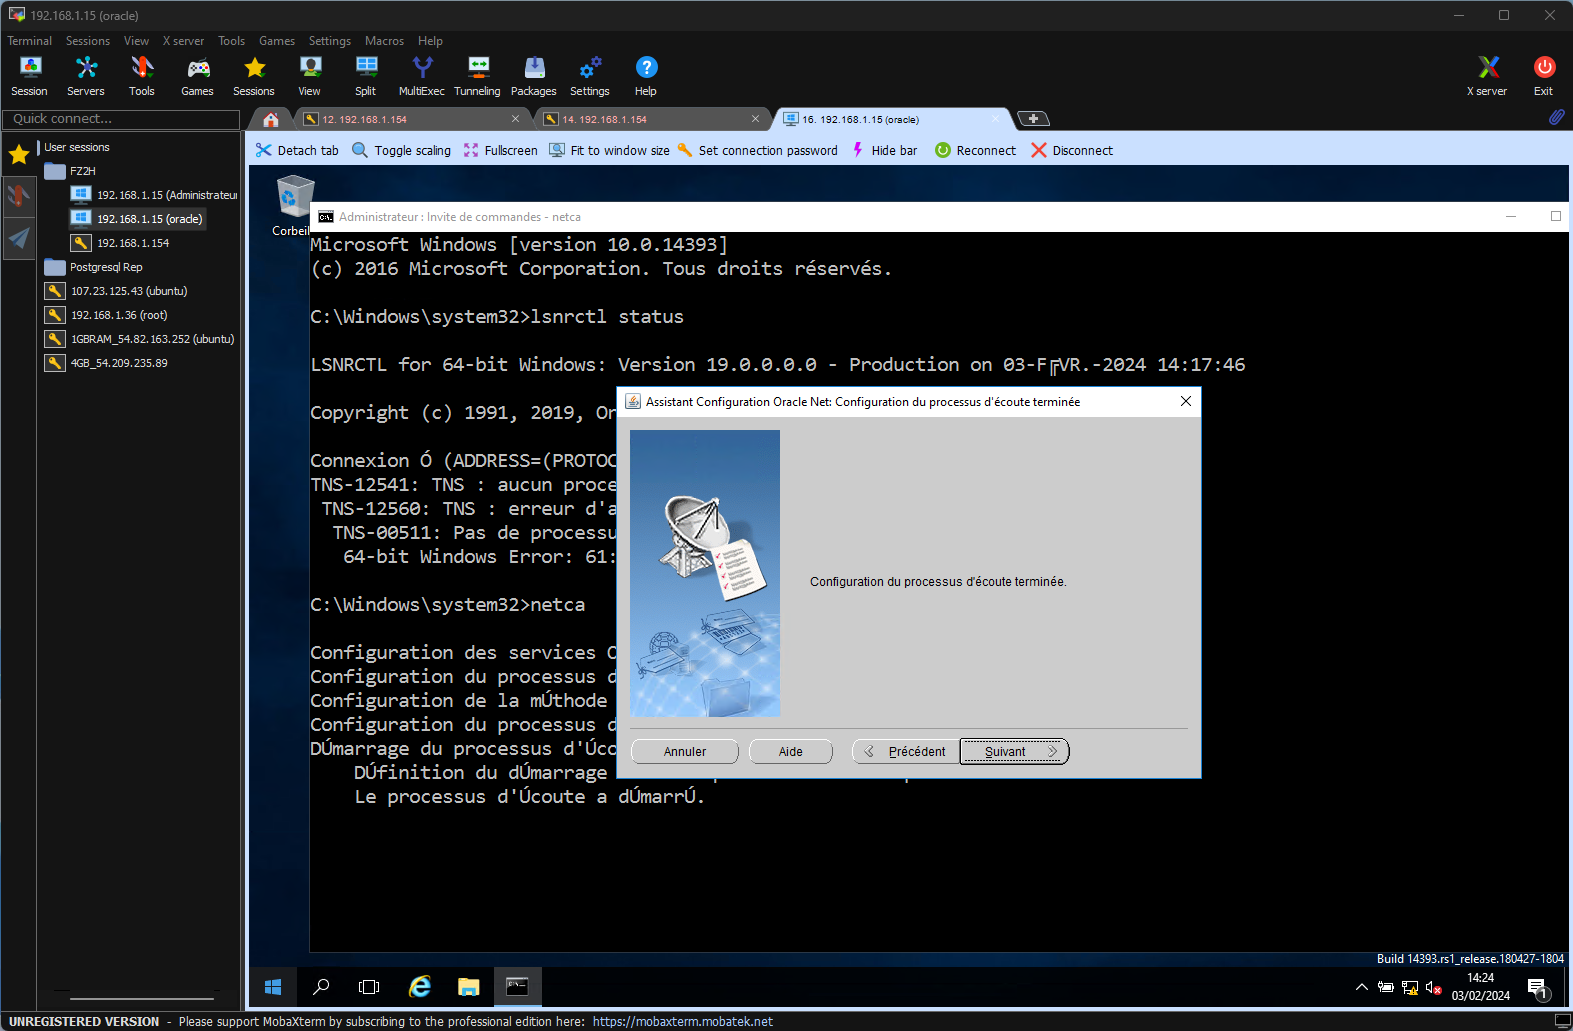 192.168.1.15 (oracle)
Terminal Sessions View X server Tools Games Settings Macros Help
Session Servers Tools Games Sessions View Split MultiExec Tunneling Packages Settings Help X server Exit
Quick connect...
12. 192.168.1.154
14. 192.168.1.154
16. 192.168.1.15 (oracle)
User sessions
FZ2H
192.168.1.15 (Administrateur
192.168.1.15 (oracle)
192.168.1.154
Postgresql Rep
107.23.125.43 (ubuntu)
192.168.1.36 (root)
1GBRAM_54.82.163.252 (ubuntu)
4GB_54.209.235.89
Detach tab Toggle scaling Fullscreen Fit to window size Set connection password Hide bar Reconnect Disconnect
Corbeil
Administrateur : Invite de commandes - netca
Microsoft Windows [version 10.0.14393]
(c) 2016 Microsoft Corporation. Tous droits réservés.
C:\Windows\system32>lsnrctl status
LSNRCTL for 64-bit Windows: Version 19.0.0.0.0 - Production on 03-F╔VR.-2024 14:17:46
Copyright (c) 1991, 2019, Or
Connexion Ó (ADDRESS=(PROTOC
TNS-12541: TNS : aucun proce
TNS-12560: TNS : erreur d'a
TNS-00511: Pas de processu
64-bit Windows Error: 61:
C:\Windows\system32>netca
Configuration des services O
Configuration du processus d
Configuration de la mÚthode
Configuration du processus d
DÚmarrage du processus d'Úco
DÚfinition du dÚmarrage
Le processus d'Úcoute a dÚmarrÚ.
Assistant Configuration Oracle Net: Configuration du processus d'écoute terminée
Configuration du processus d'écoute terminée.
Annuler Aide Précédent Suivant
Build 14393.rs1_release.180427-1804
14:24
03/02/2024
1
UNREGISTERED VERSION - Please support MobaXterm by subscribing to the professional edition here: https://mobaxterm.mobatek.net